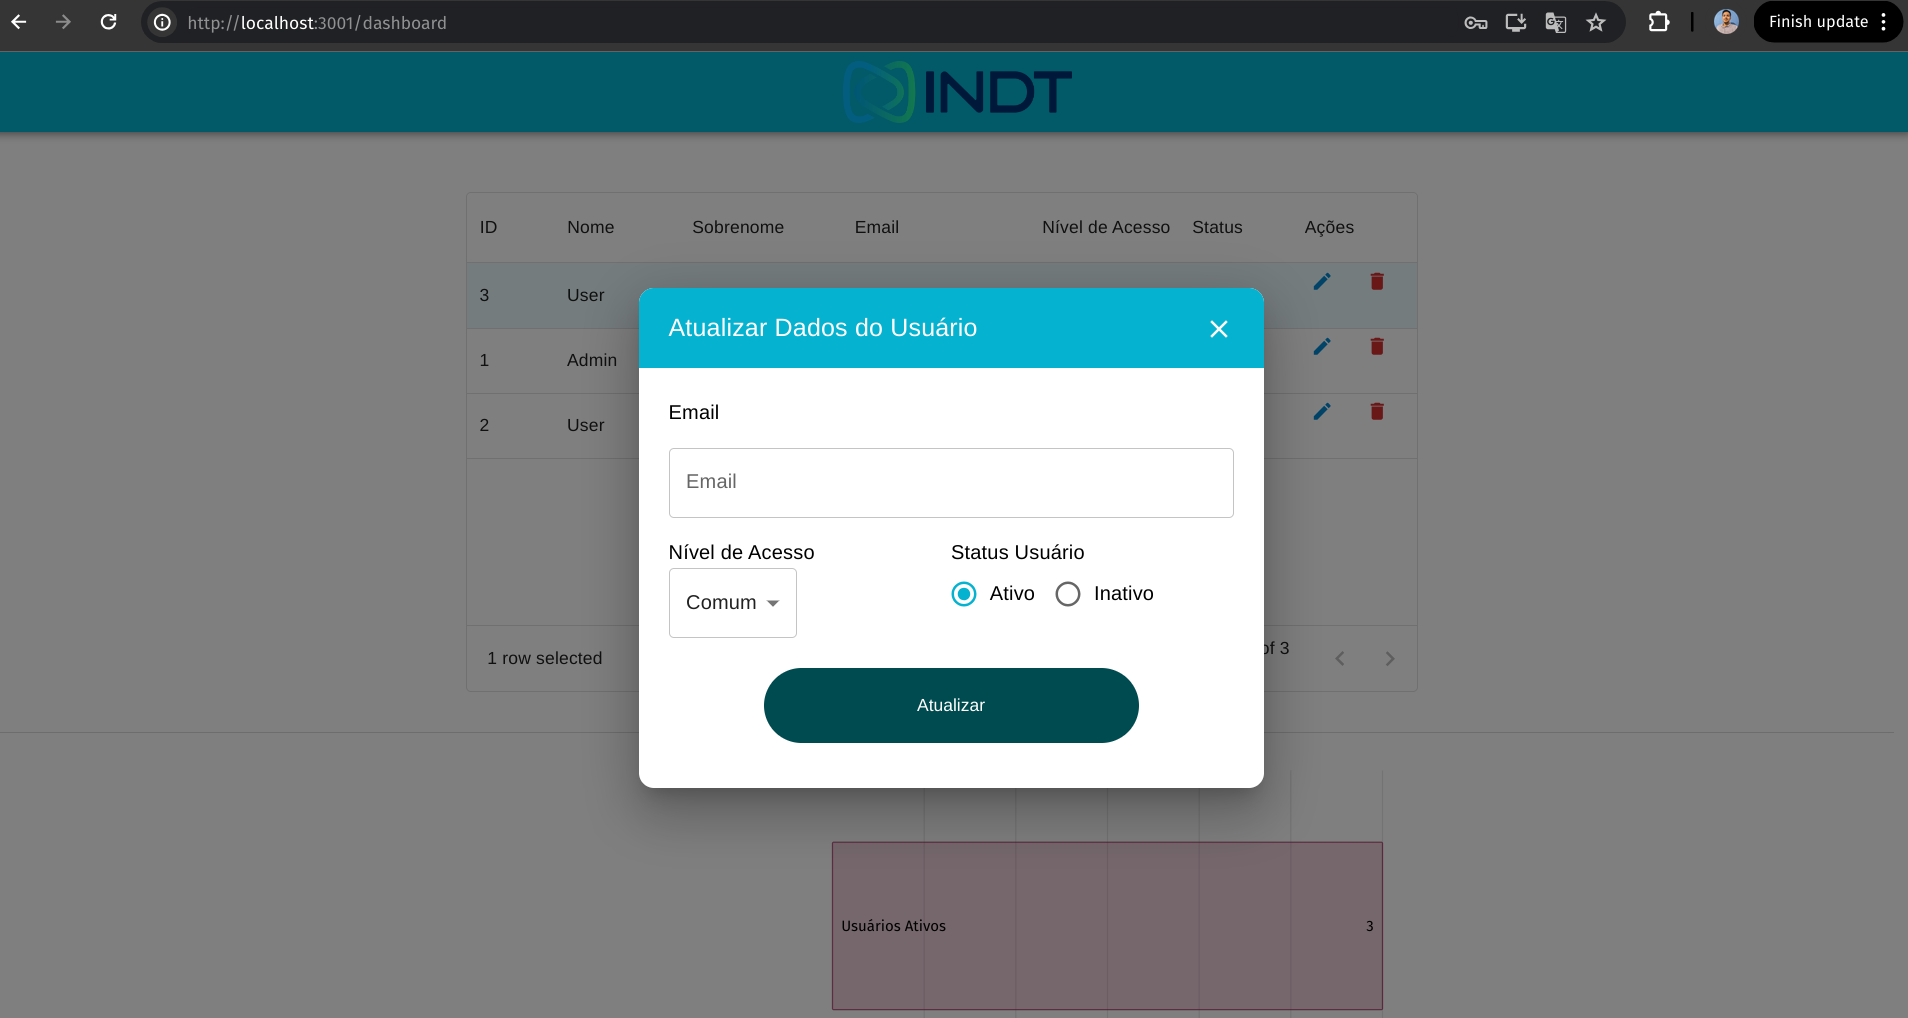 http://localhost:3001/dashboard
Finish update
INDT
ID Nome Sobrenome Email Nível de Acesso Status Ações
3 User
1 Admin
2 User
Atualizar Dados do Usuário
Email
Email
Nível de Acesso Status Usuário
Comum
Ativo Inativo
Atualizar
1 row selected of 3
Usuários Ativos 3